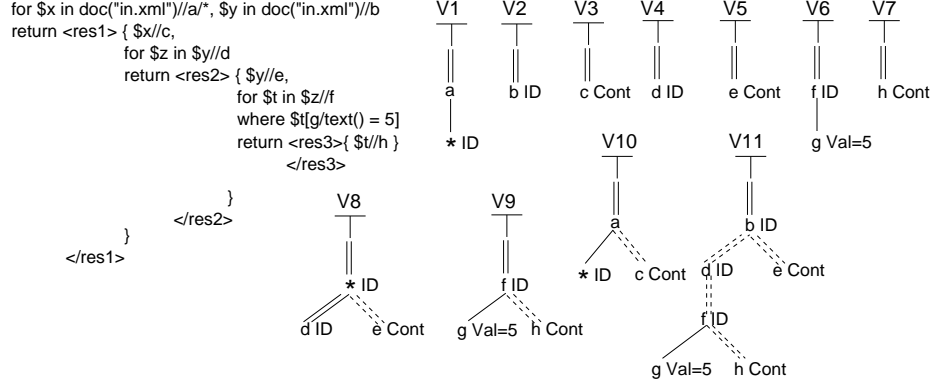 for $x in doc("in.xml")//a/*, $y in doc("in.xml")//b
return <res1> { $x//c,
for $z in $y//d
return <res2> { $y//e,
for $t in $z//f
where $t[g/text() = 5]
return <res3>{ $t//h }
</res3>
}
</res2>
}
</res1>
V1 V2 V3 V4 V5 V6 V7
a b ID c Cont d ID e Cont f ID h Cont
* ID g Val=5
V10 V11
V8 V9
a b ID
* ID c Cont d ID e Cont
* ID f ID f ID
d ID e Cont g Val=5 h Cont
g Val=5 h Cont